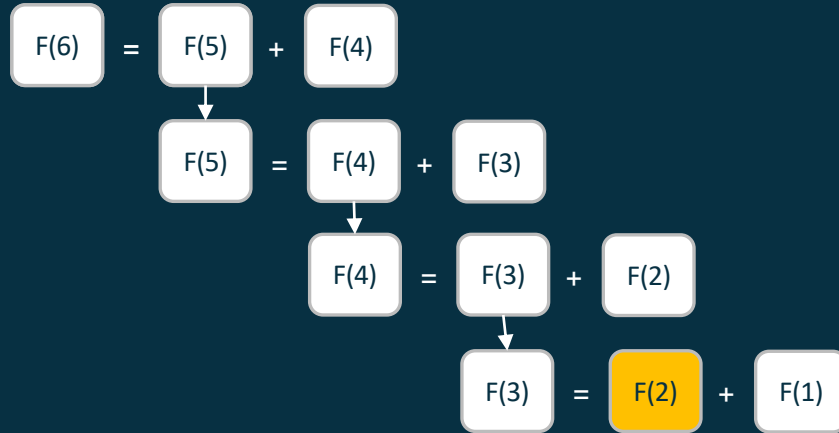 F(6) = F(5) + F(4)
F(5) = F(4) + F(3)
F(4) = F(3) + F(2)
F(3) = F(2) + F(1)